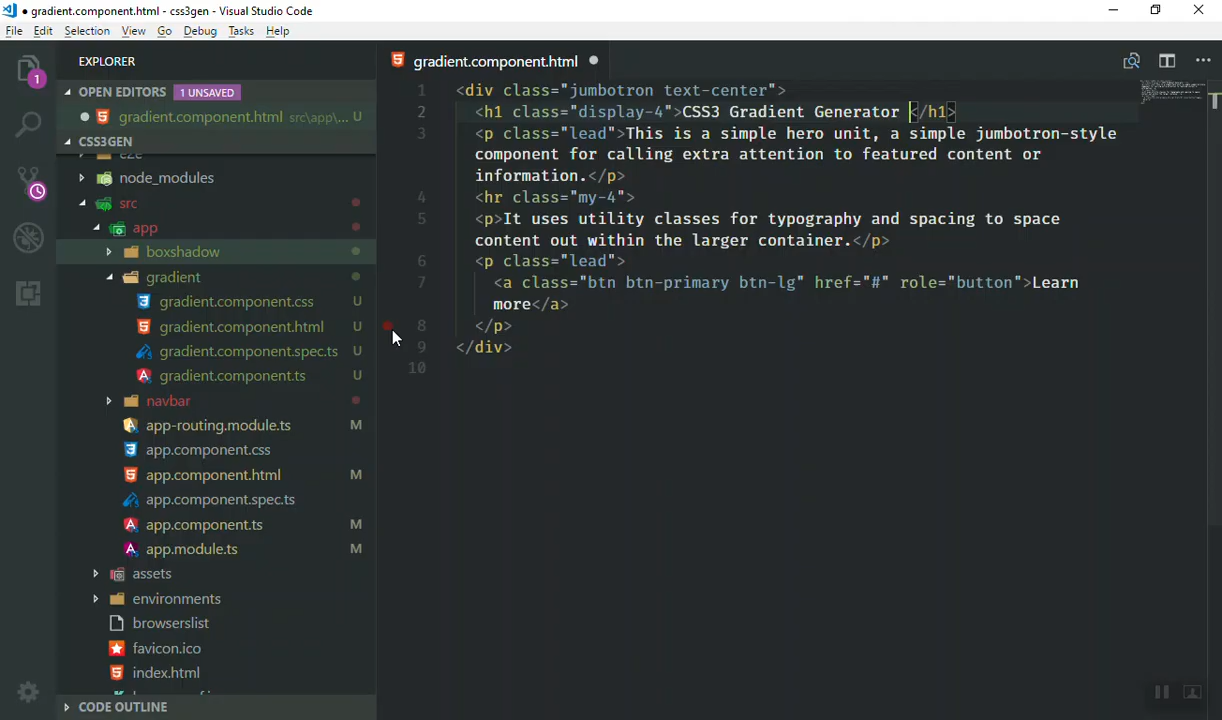 gradient.component.html - css3gen - Visual Studio Code
File Edit Selection View Go Debug Tasks Help
EXPLORER
OPEN EDITORS 1 UNSAVED
gradient.component.html src\app\... U
CSS3GEN
e2e
node_modules
src
app
boxshadow
gradient
gradient.component.css U
gradient.component.html U
gradient.component.spec.ts U
gradient.component.ts U
navbar
app-routing.module.ts M
app.component.css
app.component.html M
app.component.spec.ts
app.component.ts M
app.module.ts M
assets
environments
browserslist
favicon.ico
index.html
CODE OUTLINE
1
gradient.component.html
1 <div class="jumbotron text-center">
2 <h1 class="display-4">CSS3 Gradient Generator </h1>
3 <p class="lead">This is a simple hero unit, a simple jumbotron-style
component for calling extra attention to featured content or
information.</p>
4 <hr class="my-4">
5 <p>It uses utility classes for typography and spacing to space
content out within the larger container.</p>
6 <p class="lead">
7 <a class="btn btn-primary btn-lg" href="#" role="button">Learn
more</a>
8 </p>
9 </div>
10